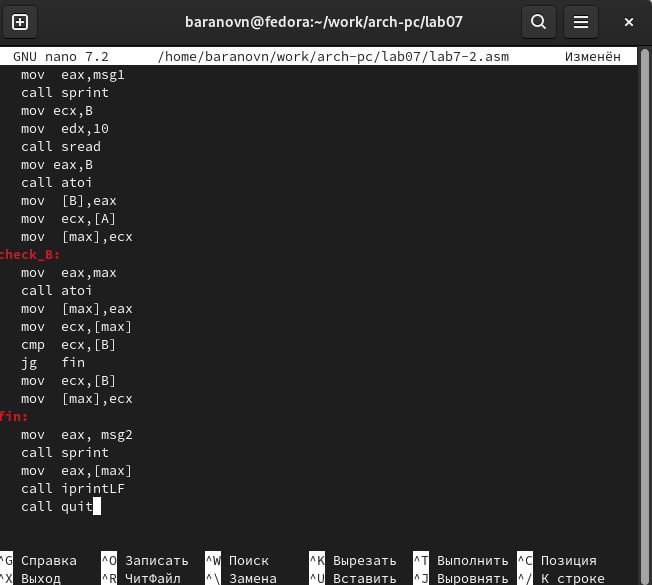 baranovn@fedora:~/work/arch-pc/lab07
GNU nano 7.2 /home/baranovn/work/arch-pc/lab07/lab7-2.asm Изменён
mov eax,msg1
call sprint
mov ecx,B
mov edx,10
call sread
mov eax,B
call atoi
mov [B],eax
mov ecx,[A]
mov [max],ecx
check_B:
mov eax,max
call atoi
mov [max],eax
mov ecx,[max]
cmp ecx,[B]
jg fin
mov ecx,[B]
mov [max],ecx
fin:
mov eax, msg2
call sprint
mov eax,[max]
call iprintLF
call quit
^G Справка ^O Записать ^W Поиск ^K Вырезать ^T Выполнить ^C Позиция
^X Выход ^R ЧитФайл ^\ Замена ^U Вставить ^J Выровнять ^/ К строке